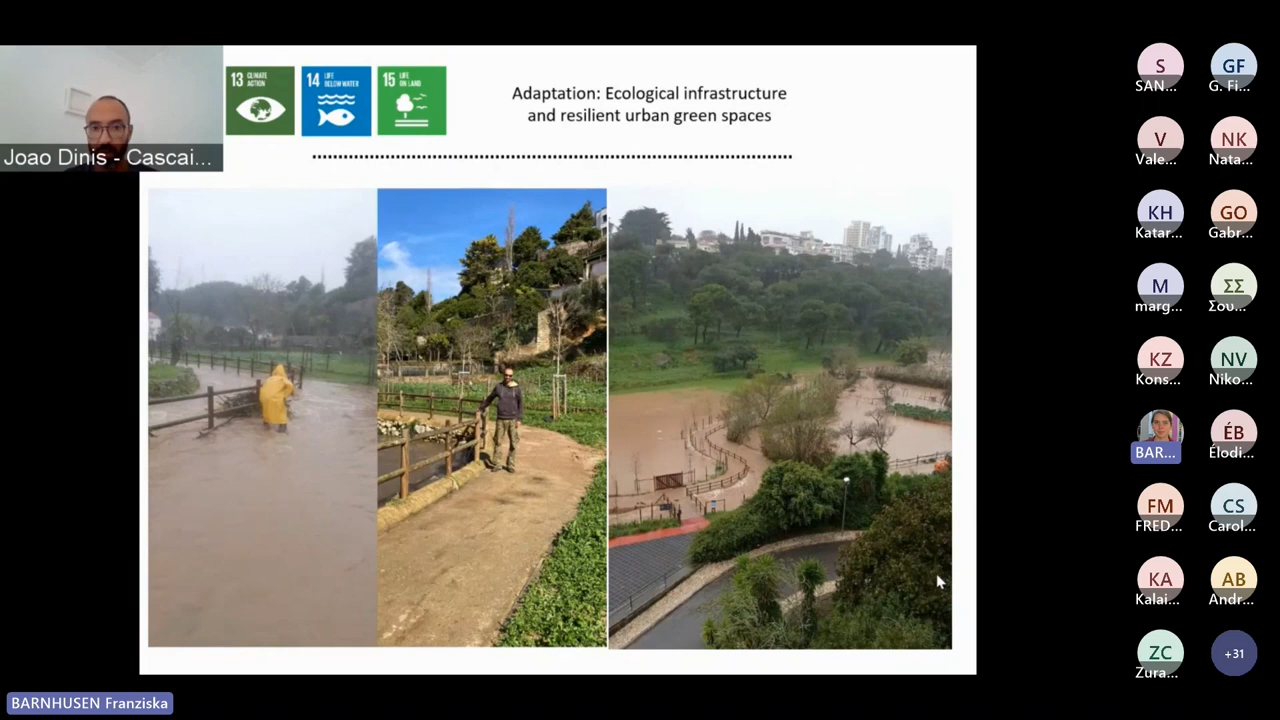 13 CLIMATE
ACTION
14 LIFE
BELOW WATER
15 LIFE
ON LAND
Adaptation: Ecological infrastructure
and resilient urban green spaces
Joao Dinis - Cascai...
S
SAN...
GF
G. Fi...
V
Vale...
NK
Nata...
KH
Katar...
GO
Gabr...
M
marg...
ΣΣ
Σου...
KZ
Kons...
NV
Niko...
BAR...
ÉB
Élodi...
FM
FRED...
CS
Carol...
KA
Kalai...
AB
Andr...
ZC
Zura...
+31
BARNHUSEN Franziska